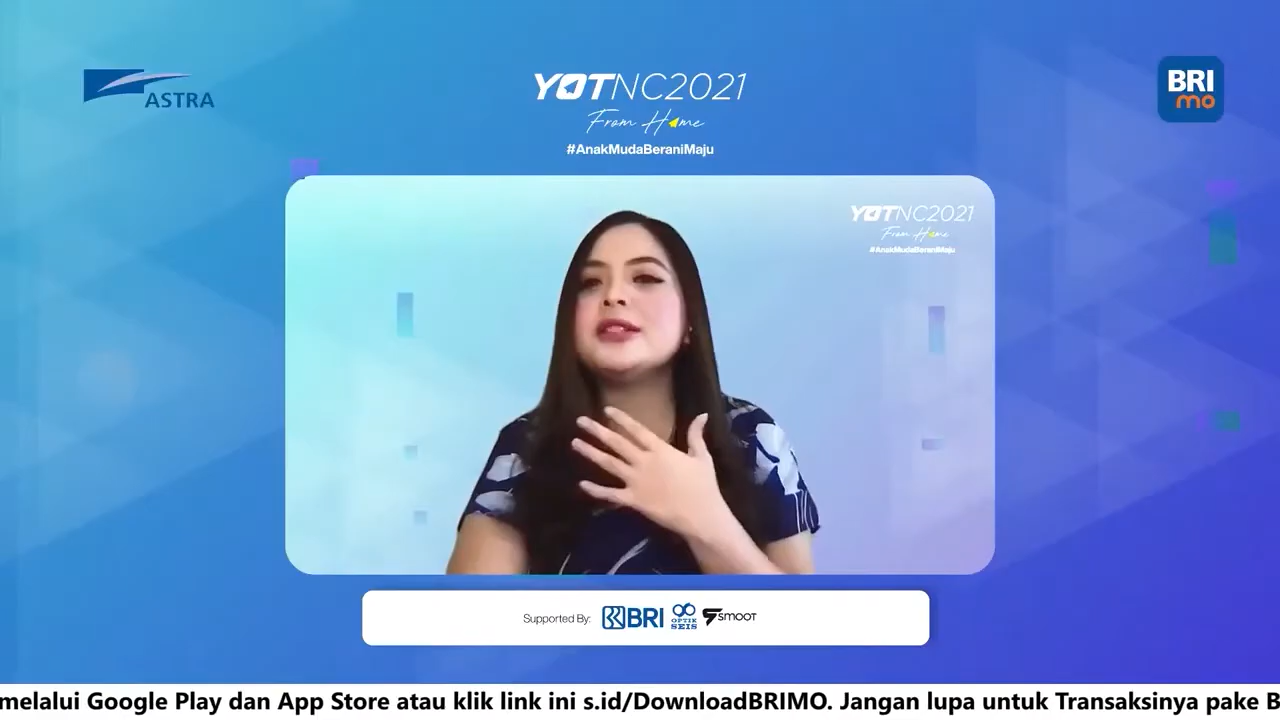 ASTRA
YOTNC2021
From Home
#AnakMudaBeraniMaju
BRI
mo
YOTNC2021
From Home
#AnakMudaBeraniMaju
Supported By:
BRI
OPTIK
SEIS
SMOOT
melalui Google Play dan App Store atau klik link ini s.id/DownloadBRIMO. Jangan lupa untuk Transaksinya pake B